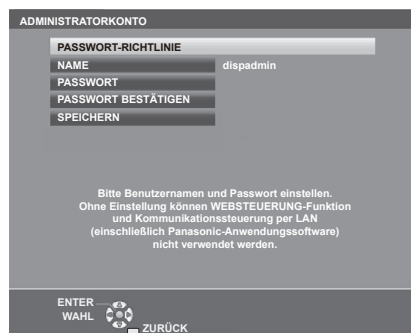 ADMINISTRATORKONTO
PASSWORT-RICHTLINIE
NAME dispadmin
PASSWORT
PASSWORT BESTÄTIGEN
SPEICHERN
Bitte Benutzernamen und Passwort einstellen.
Ohne Einstellung können WEBSTEUERUNG-Funktion
und Kommunikationssteuerung per LAN
(einschließlich Panasonic-Anwendungssoftware)
nicht verwendet werden.
ENTER
WAHL
ZURÜCK